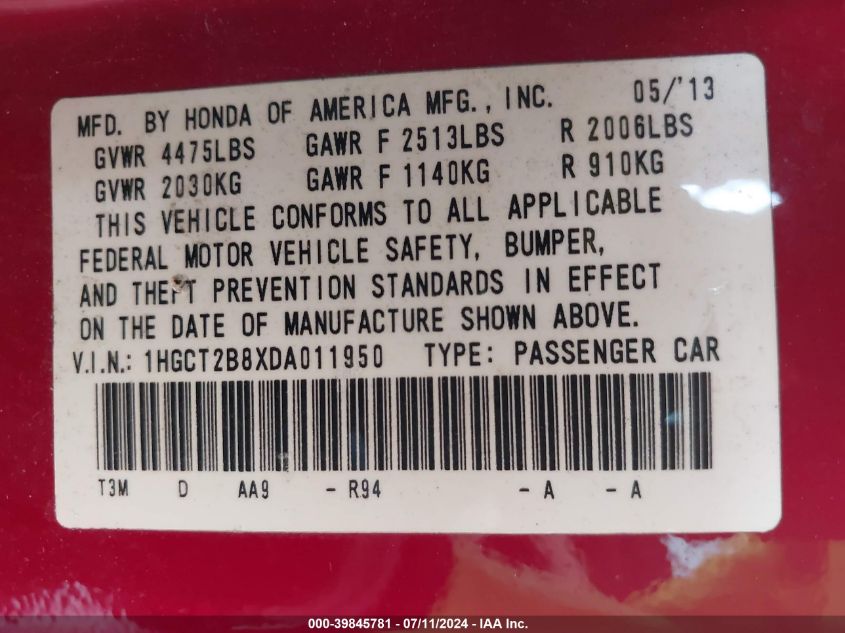 MFD. BY HONDA OF AMERICA MFG., INC. 05/'13
GVWR 4475LBS GAWR F 2513LBS R 2006LBS
GVWR 2030KG GAWR F 1140KG R 910KG
THIS VEHICLE CONFORMS TO ALL APPLICABLE
FEDERAL MOTOR VEHICLE SAFETY, BUMPER,
AND THEFT PREVENTION STANDARDS IN EFFECT
ON THE DATE OF MANUFACTURE SHOWN ABOVE.
V.I.N.: 1HGCT2B8XDA011950 TYPE: PASSENGER CAR
T3M D AA9 - R94 - A - A
000-39845781 - 07/11/2024 - IAA Inc.